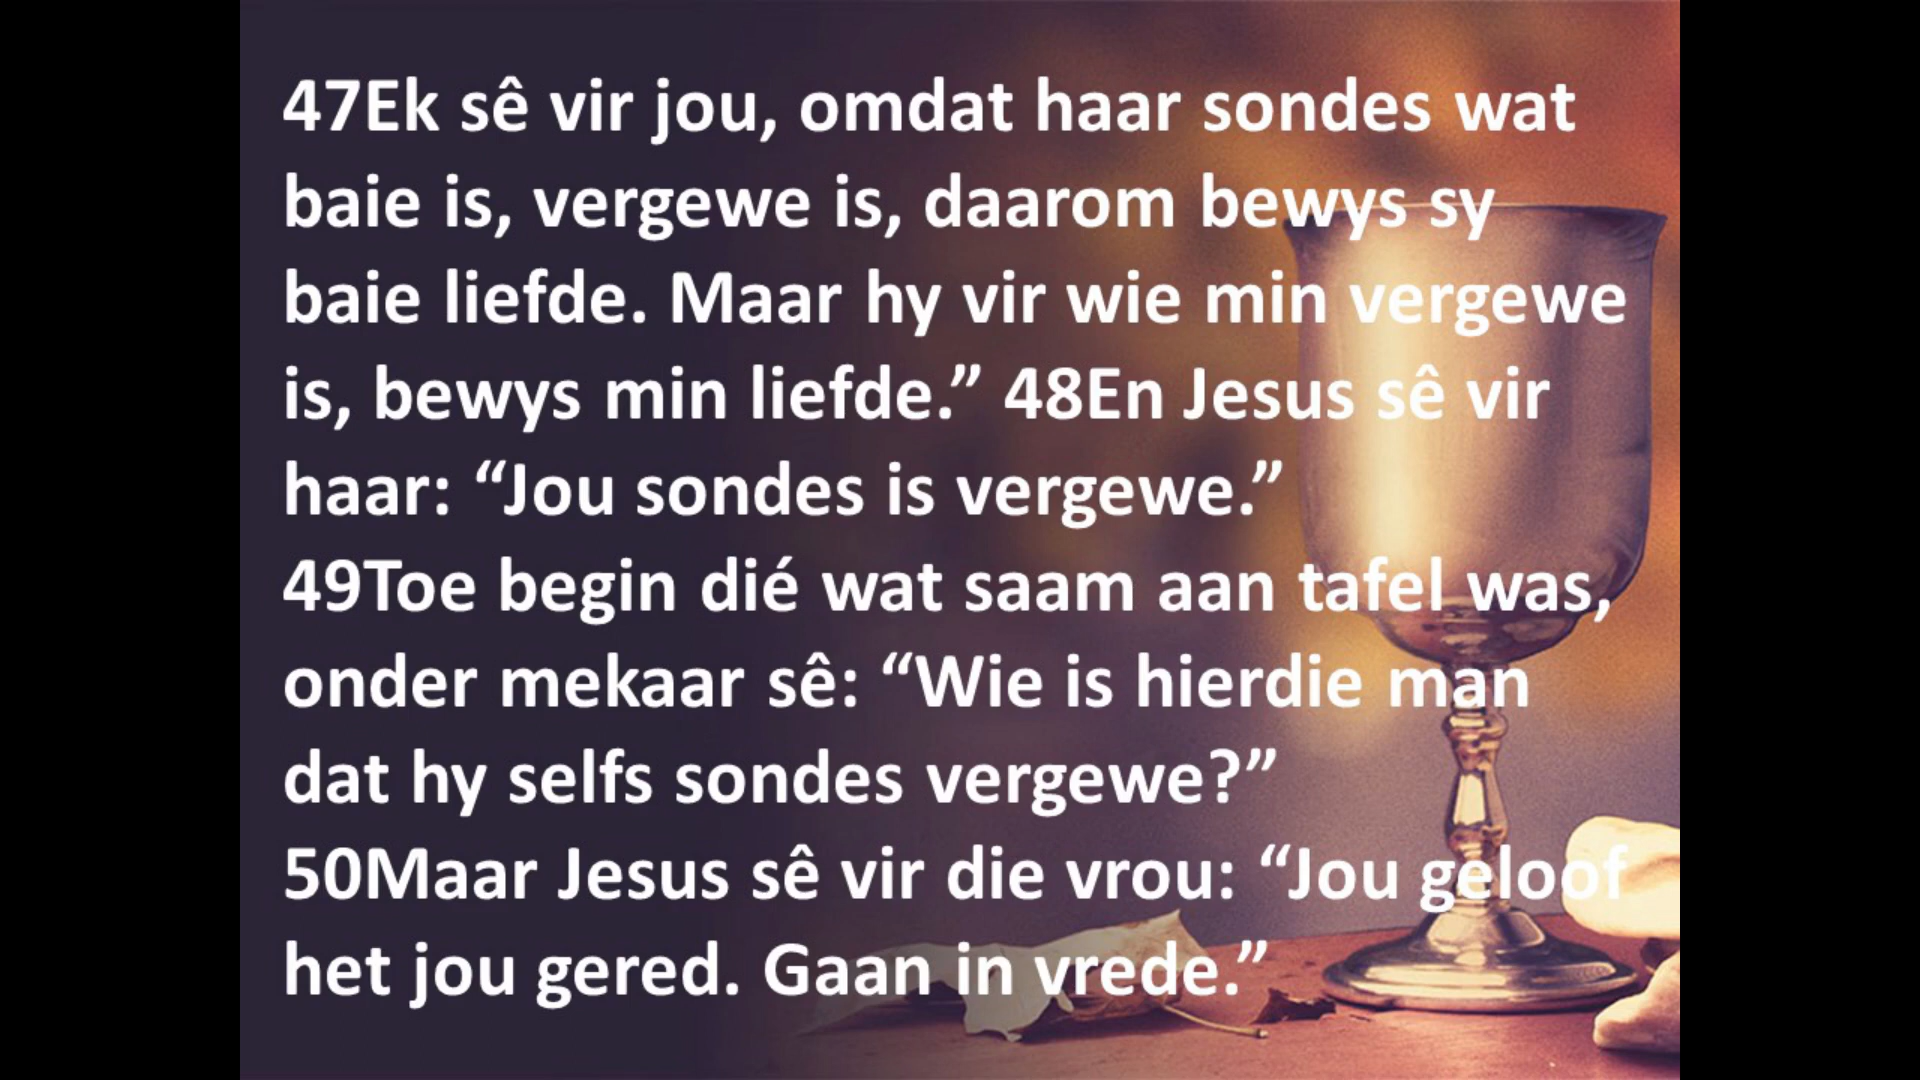 47Ek sê vir jou, omdat haar sondes wat
baie is, vergewe is, daarom bewys sy
baie liefde. Maar hy vir wie min vergewe
is, bewys min liefde.” 48En Jesus sê vir
haar: “Jou sondes is vergewe.”
49Toe begin dié wat saam aan tafel was,
onder mekaar sê: “Wie is hierdie man
dat hy selfs sondes vergewe?”
50Maar Jesus sê vir die vrou: “Jou geloof
het jou gered. Gaan in vrede.”